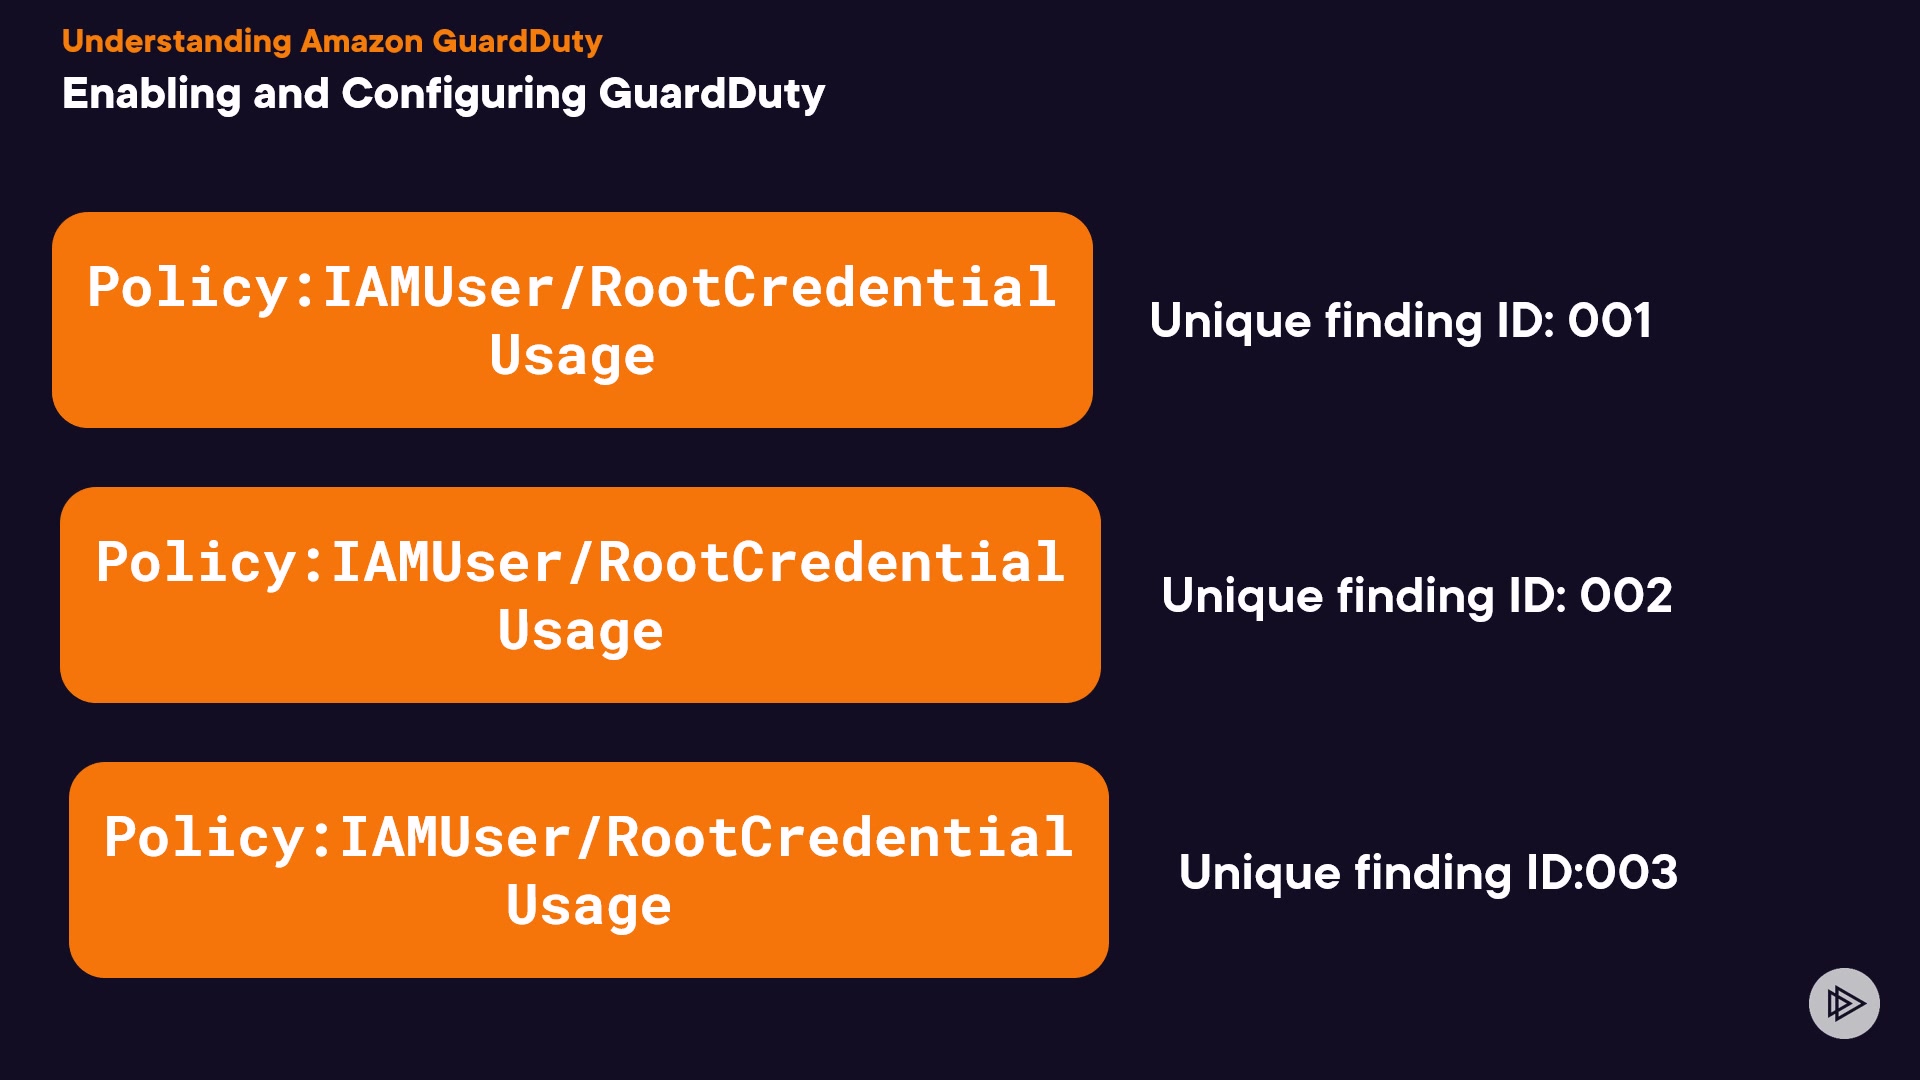 Understanding Amazon GuardDuty
Enabling and Configuring GuardDuty
Policy:IAMUser/RootCredential
Usage
Unique finding ID: 001
Policy:IAMUser/RootCredential
Usage
Unique finding ID: 002
Policy:IAMUser/RootCredential
Usage
Unique finding ID:003